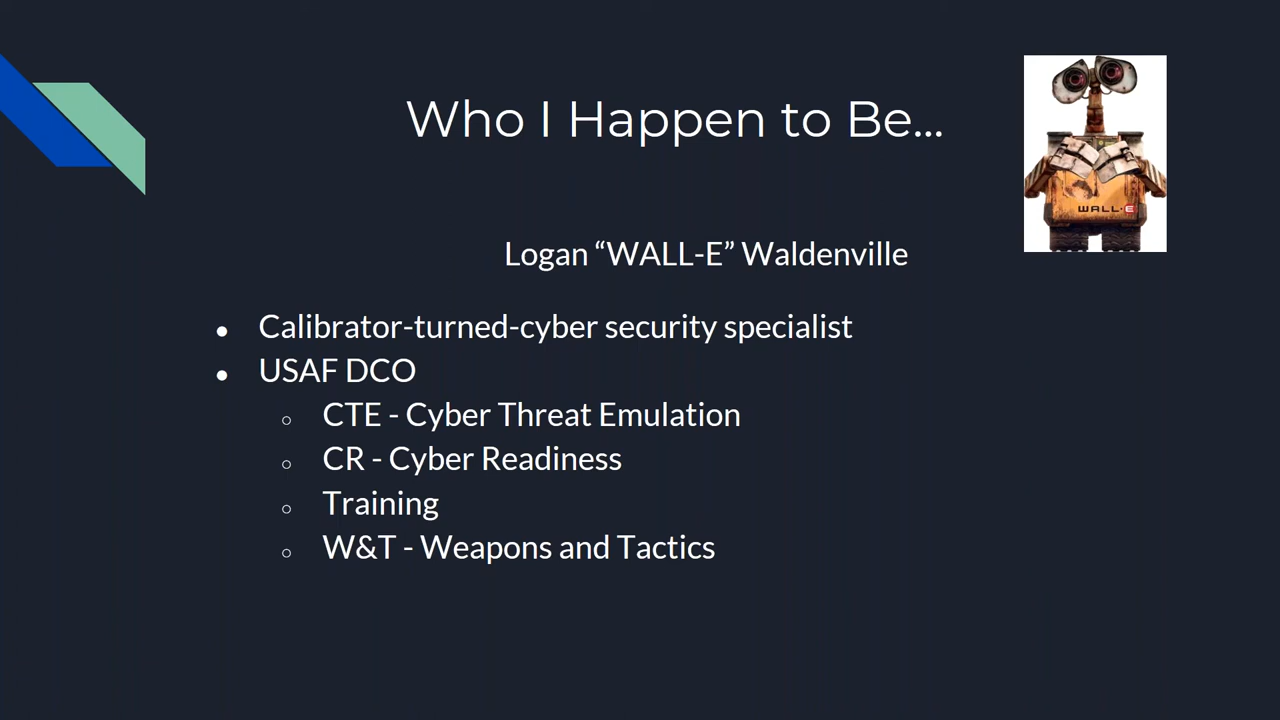 Who I Happen to Be...
WALL•E
Logan “WALL-E” Waldenville
● Calibrator-turned-cyber security specialist
● USAF DCO
○ CTE - Cyber Threat Emulation
○ CR - Cyber Readiness
○ Training
○ W&T - Weapons and Tactics